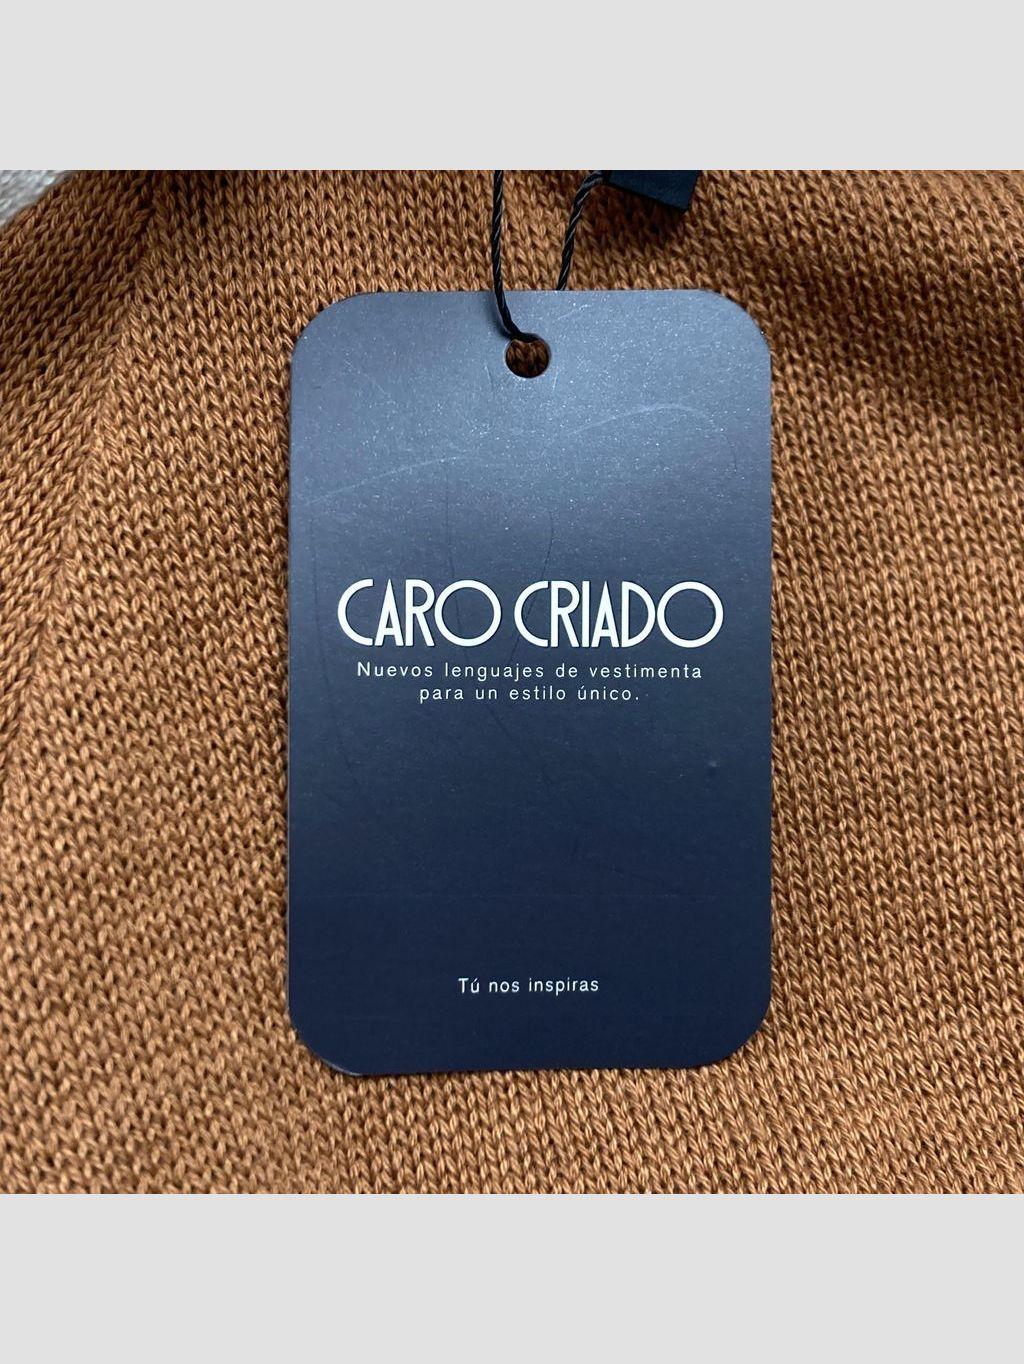 CARO CRIADO
Nuevos lenguajes de vestimenta
para un estilo único.
Tú nos inspiras